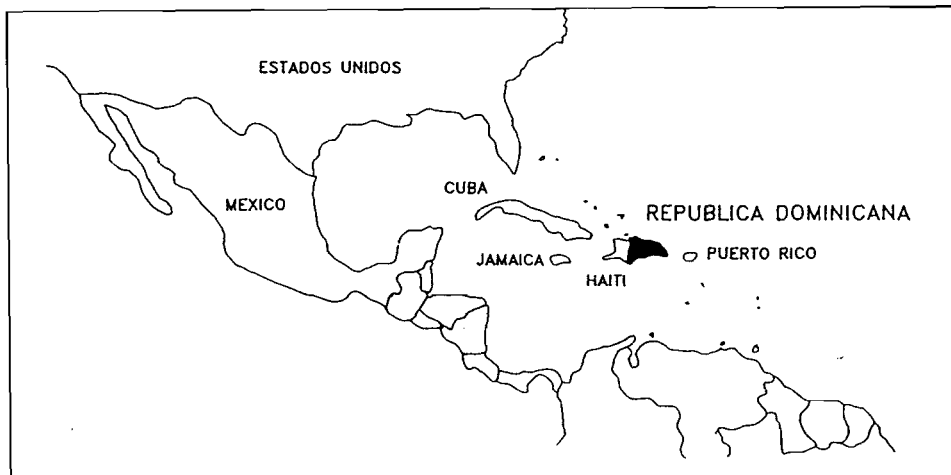 ESTADOS UNIDOS
CUBA
MEXICO
REPUBLICA DOMINICANA
JAMAICA
PUERTO RICO
HAITI